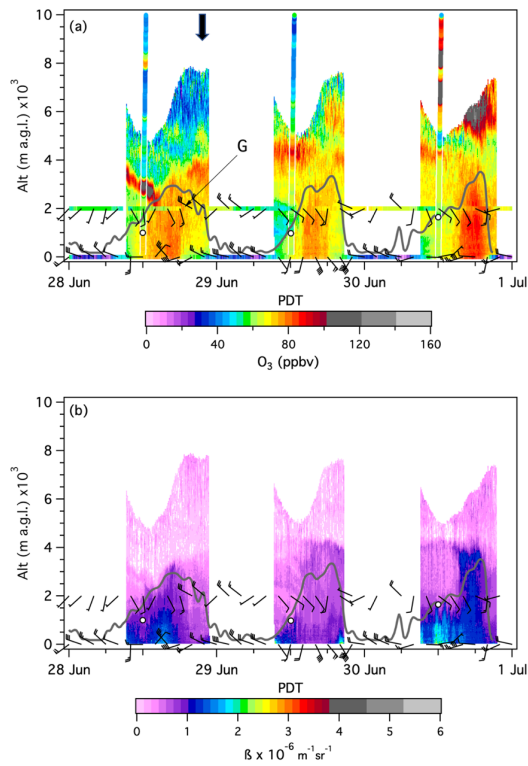 (a)
Alt (m a.g.l.) x10³
10
8
6
4
2
0
G
28 Jun
29 Jun
30 Jun
1 Jul
PDT
0
40
80
120
160
O₃ (ppbv)
(b)
Alt (m a.g.l.) x10³
10
8
6
4
2
0
28 Jun
29 Jun
30 Jun
1 Jul
PDT
0
1
2
3
4
5
6
ß x 10⁻⁶ m⁻¹sr⁻¹